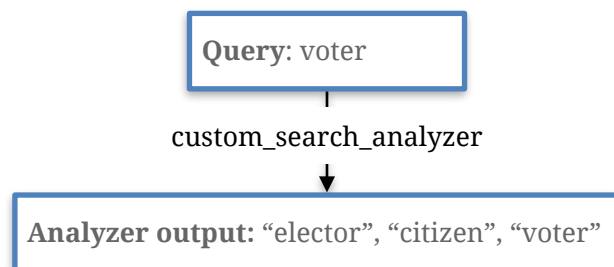 Query: voter
custom_search_analyzer
Analyzer output: “elector”, “citizen”, “voter”